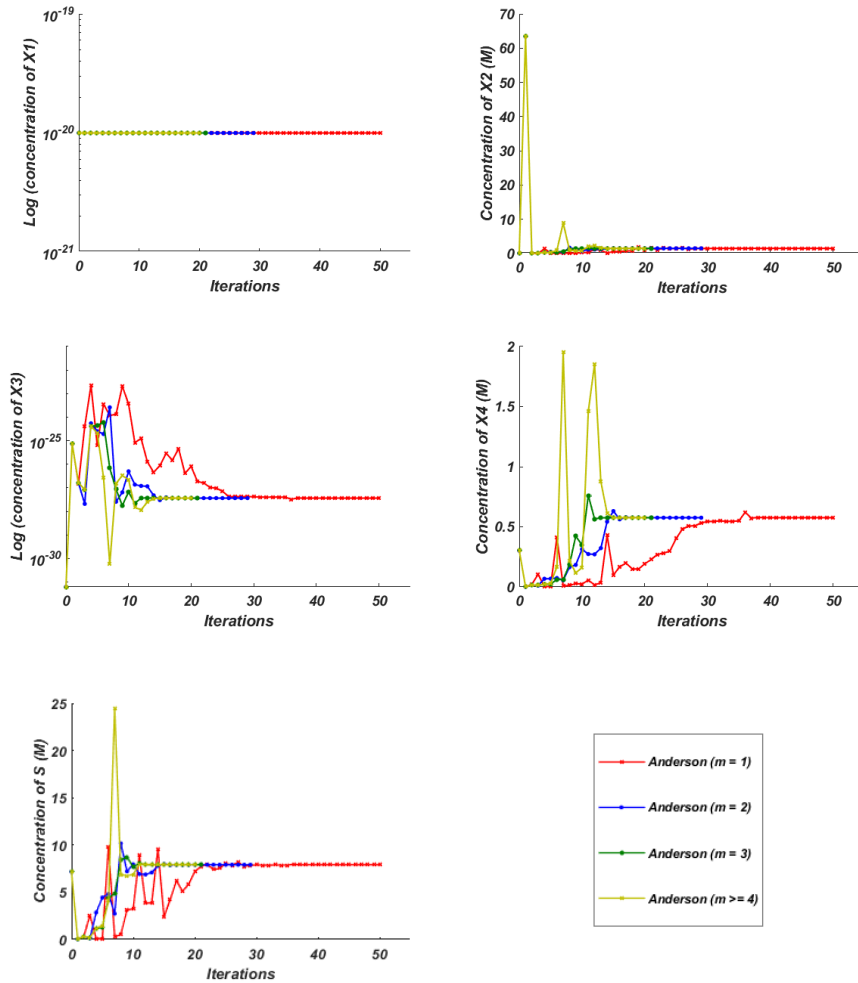 Log (concentration of X1)
10^-19
10^-20
10^-21
0 10 20 30 40 50
Iterations
Concentration of X2 (M)
70
60
50
40
30
20
10
0
0 10 20 30 40 50
Iterations
Log (concentration of X3)
10^-25
10^-30
0 10 20 30 40 50
Iterations
Concentration of X4 (M)
2
1.5
1
0.5
0
0 10 20 30 40 50
Iterations
Concentration of S (M)
25
20
15
10
5
0
0 10 20 30 40 50
Iterations
Anderson (m = 1)
Anderson (m = 2)
Anderson (m = 3)
Anderson (m >= 4)